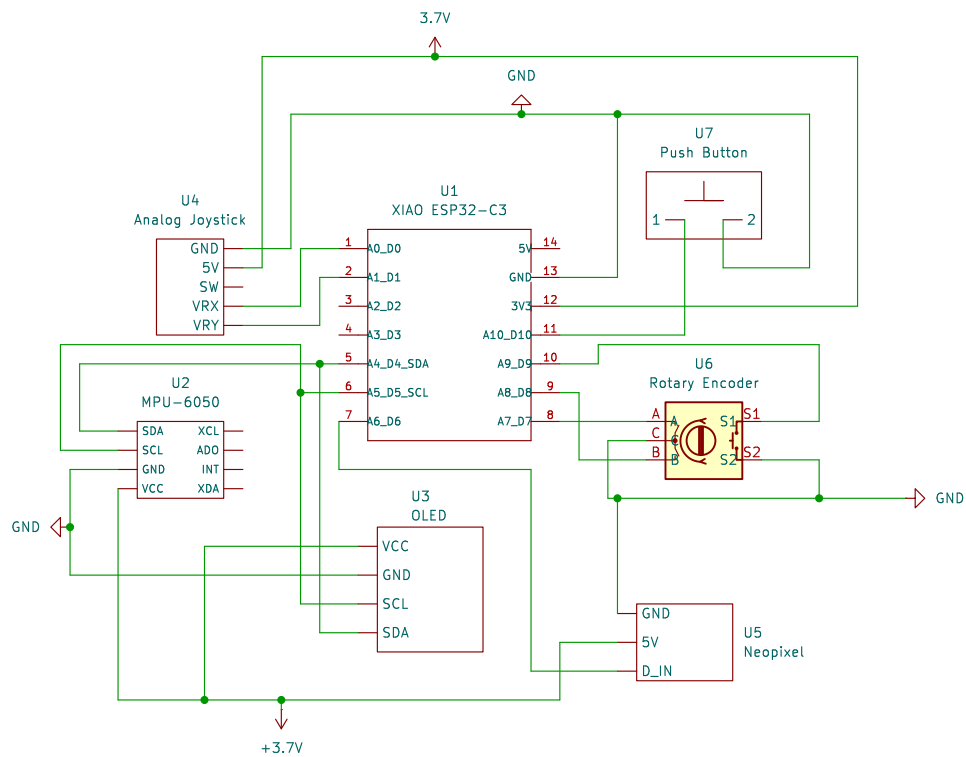 3.7V
GND
U7
Push Button
1
2
U4
Analog Joystick
GND
5V
SW
VRX
VRY
U1
XIAO ESP32-C3
1 A0_D0
2 A1_D1
3 A2_D2
4 A3_D3
5 A4_D4_SDA
6 A5_D5_SCL
7 A6_D6
5V 14
GND 13
3V3 12
A10_D10 11
A9_D9 10
A8_D8 9
A7_D7 8
U6
Rotary Encoder
A A S1 S1
C C
B B S2 S2
U2
MPU-6050
SDA XCL
SCL ADO
GND INT
VCC XDA
GND
GND
U3
OLED
VCC
GND
SCL
SDA
GND
5V
D_IN
U5
Neopixel
+3.7V